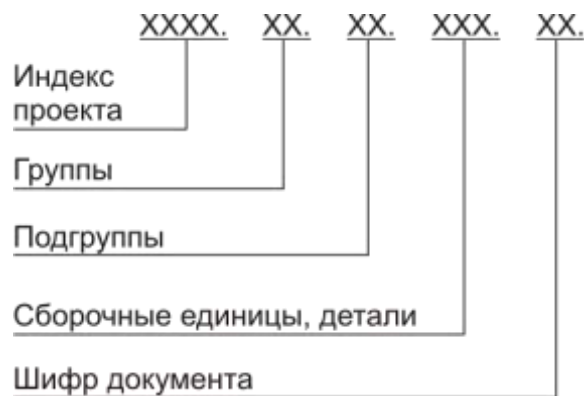 XXXX. XX. XX. XXX. XX.
Индекс
проекта
Группы
Подгруппы
Сборочные единицы, детали
Шифр документа